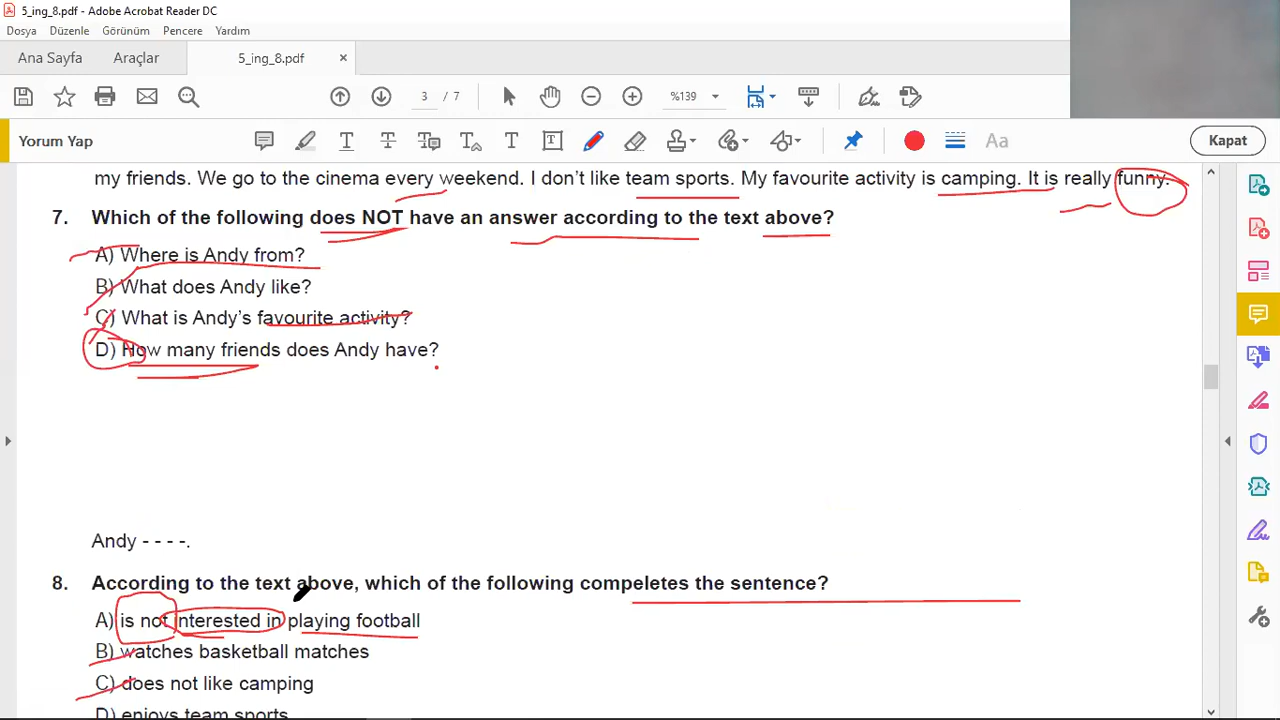 5_ing_8.pdf - Adobe Acrobat Reader DC
Dosya Düzenle Görünüm Pencere Yardım
Ana Sayfa Araçlar 5_ing_8.pdf ×
3 / 7 %139
Yorum Yap Aa Kapat
my friends. We go to the cinema every weekend. I don't like team sports. My favourite activity is camping. It is really funny.
7. Which of the following does NOT have an answer according to the text above?
A) Where is Andy from?
B) What does Andy like?
C) What is Andy's favourite activity?
D) How many friends does Andy have?
Andy - - - -.
8. According to the text above, which of the following compeletes the sentence?
A) is not interested in playing football
B) watches basketball matches
C) does not like camping
D) enjoys team sports